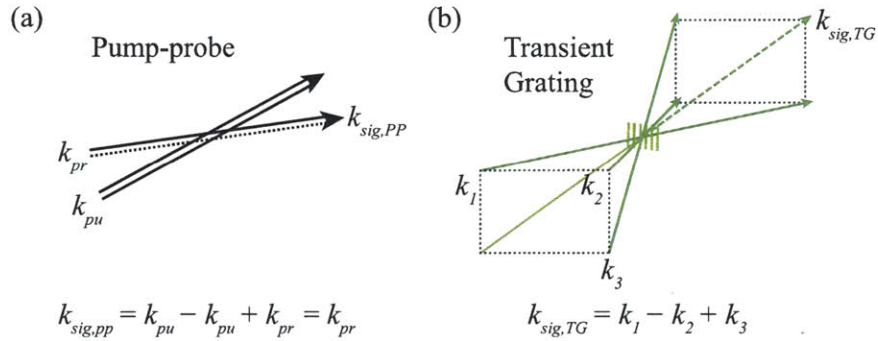 (a)
Pump-probe
k_pr
k_pu
k_sig,PP
k_sig,pp = k_pu − k_pu + k_pr = k_pr
(b)
Transient
Grating
k_sig,TG
k_1
k_2
k_3
k_sig,TG = k_1 − k_2 + k_3